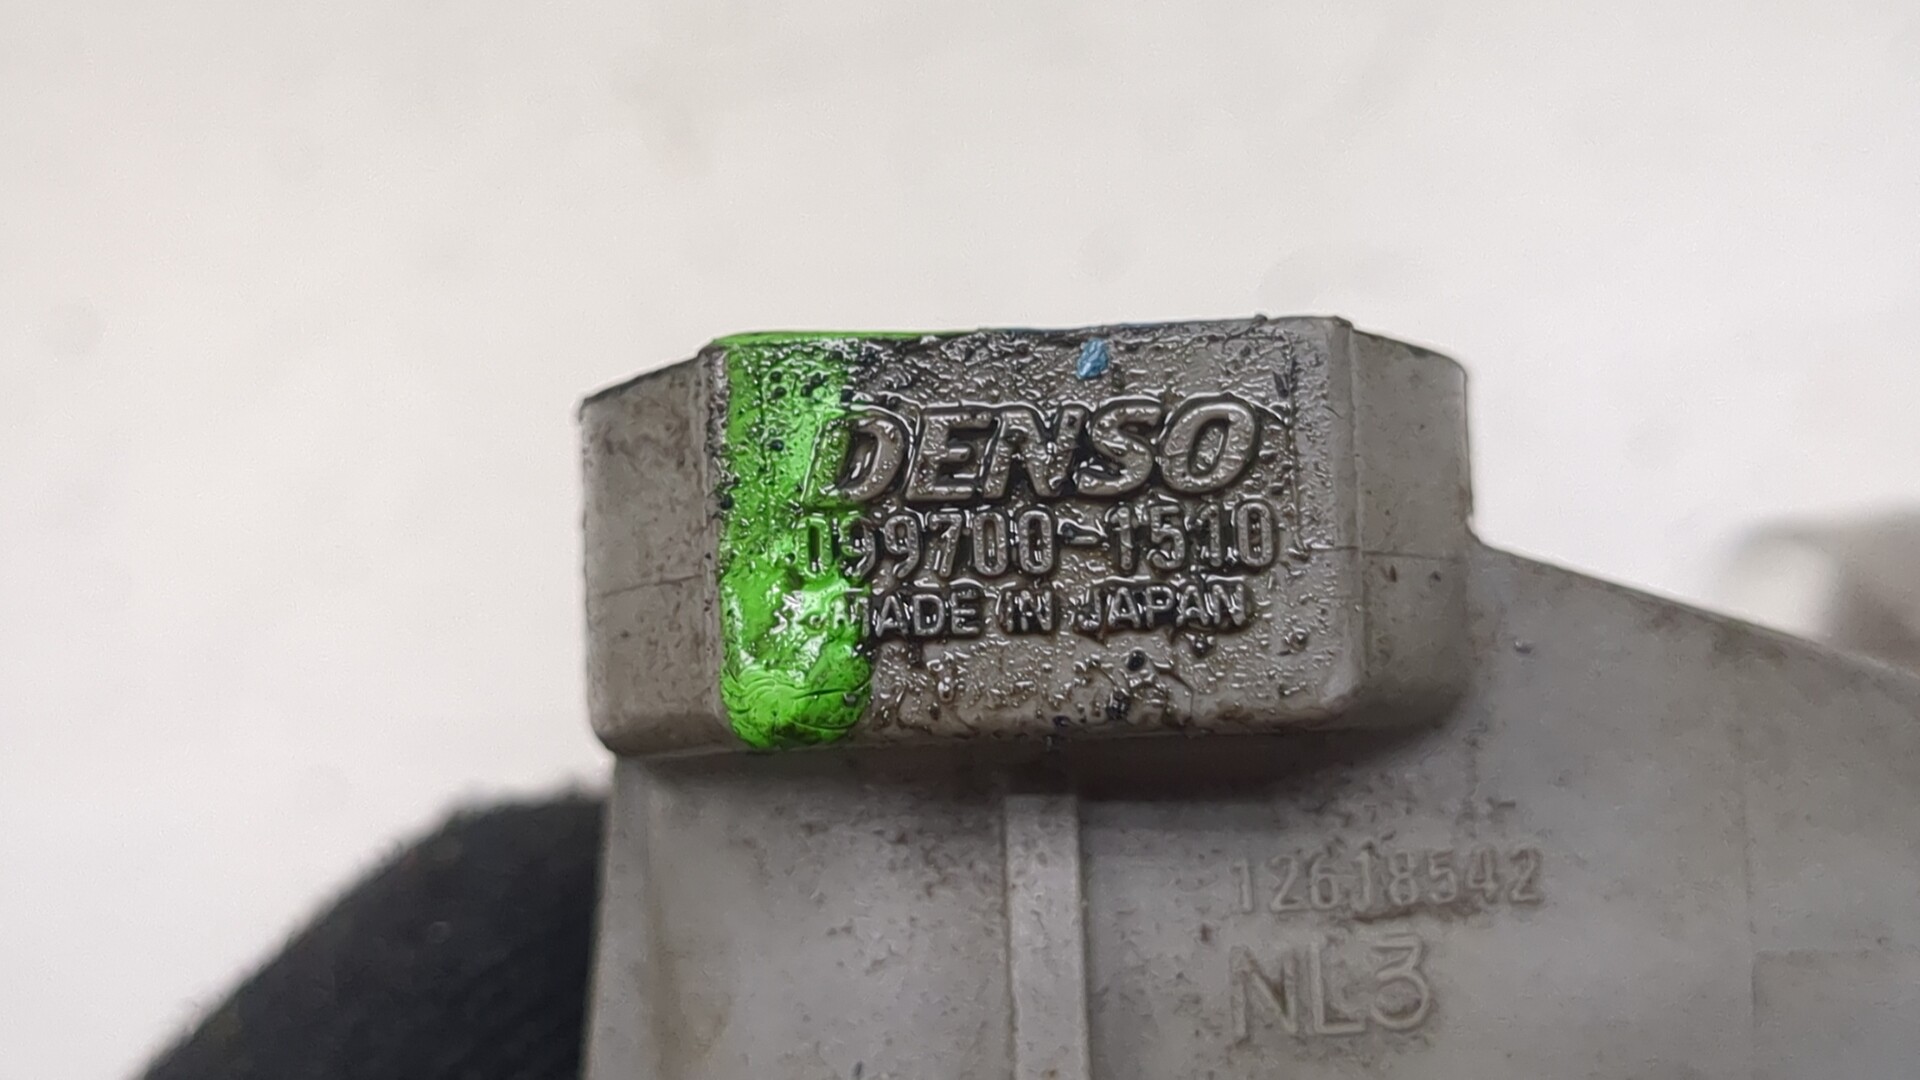 DENSO
099700-1510
MADE IN JAPAN
12618542
NL3